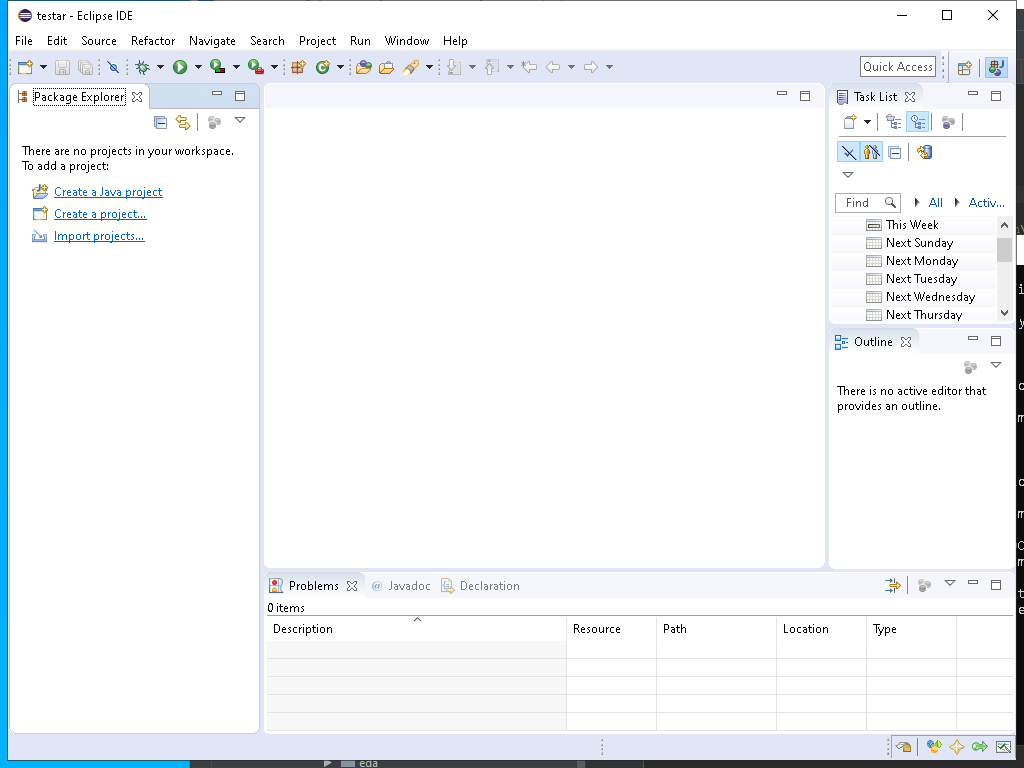 testar - Eclipse IDE
File Edit Source Refactor Navigate Search Project Run Window Help
Quick Access
Package Explorer
There are no projects in your workspace.
To add a project:
Create a Java project
Create a project...
Import projects...
Task List
Find All Activ...
This Week
Next Sunday
Next Monday
Next Tuesday
Next Wednesday
Next Thursday
Outline
There is no active editor that
provides an outline.
Problems @ Javadoc Declaration
0 items
Description Resource Path Location Type
eda